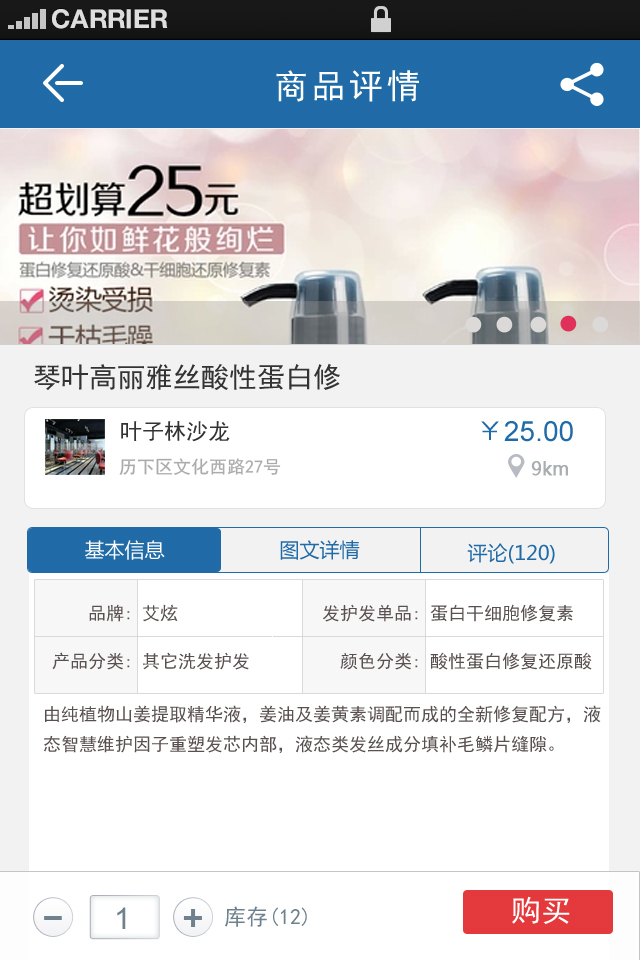 CARRIER
商品评情
超划算25元
让你如鲜花般绚烂
蛋白修复还原酸&干细胞还原修复素
烫染受损
干枯毛躁
琴叶高丽雅丝酸性蛋白修
叶子林沙龙
￥25.00
历下区文化西路27号
9km
基本信息
图文详情
评论(120)
品牌: 艾炫 发护发单品: 蛋白干细胞修复素
产品分类: 其它洗发护发 颜色分类: 酸性蛋白修复还原酸
由纯植物山姜提取精华液，姜油及姜黄素调配而成的全新修复配方，液
态智慧维护因子重塑发芯内部，液态类发丝成分填补毛鳞片缝隙。
1
库存(12)
购买